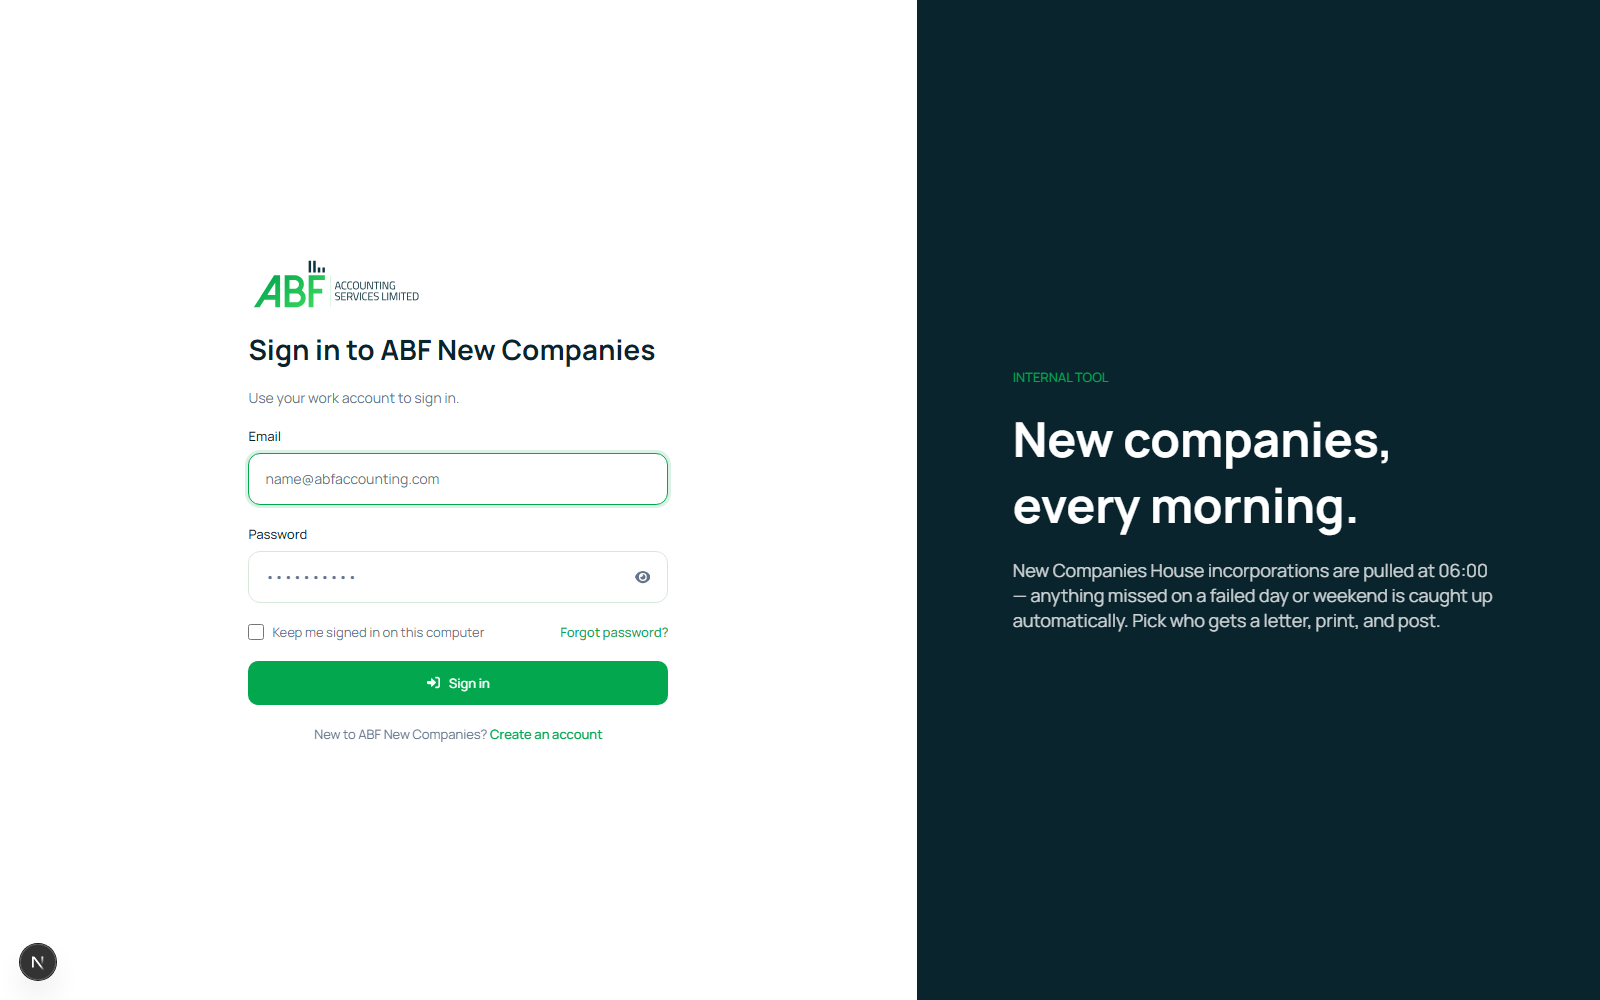 ABF
ACCOUNTING
SERVICES LIMITED
Sign in to ABF New Companies
Use your work account to sign in.
Email
name@abfaccounting.com
Password
••••••••••
Keep me signed in on this computer
Forgot password?
Sign in
New to ABF New Companies? Create an account
INTERNAL TOOL
New companies,
every morning.
New Companies House incorporations are pulled at 06:00
— anything missed on a failed day or weekend is caught up
automatically. Pick who gets a letter, print, and post.
N